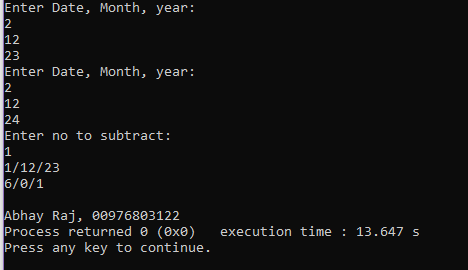 Enter Date, Month, year:
2
12
23
Enter Date, Month, year:
2
12
24
Enter no to subtract:
1
1/12/23
6/0/1
Abhay Raj, 00976803122
Process returned 0 (0x0)   execution time : 13.647 s
Press any key to continue.